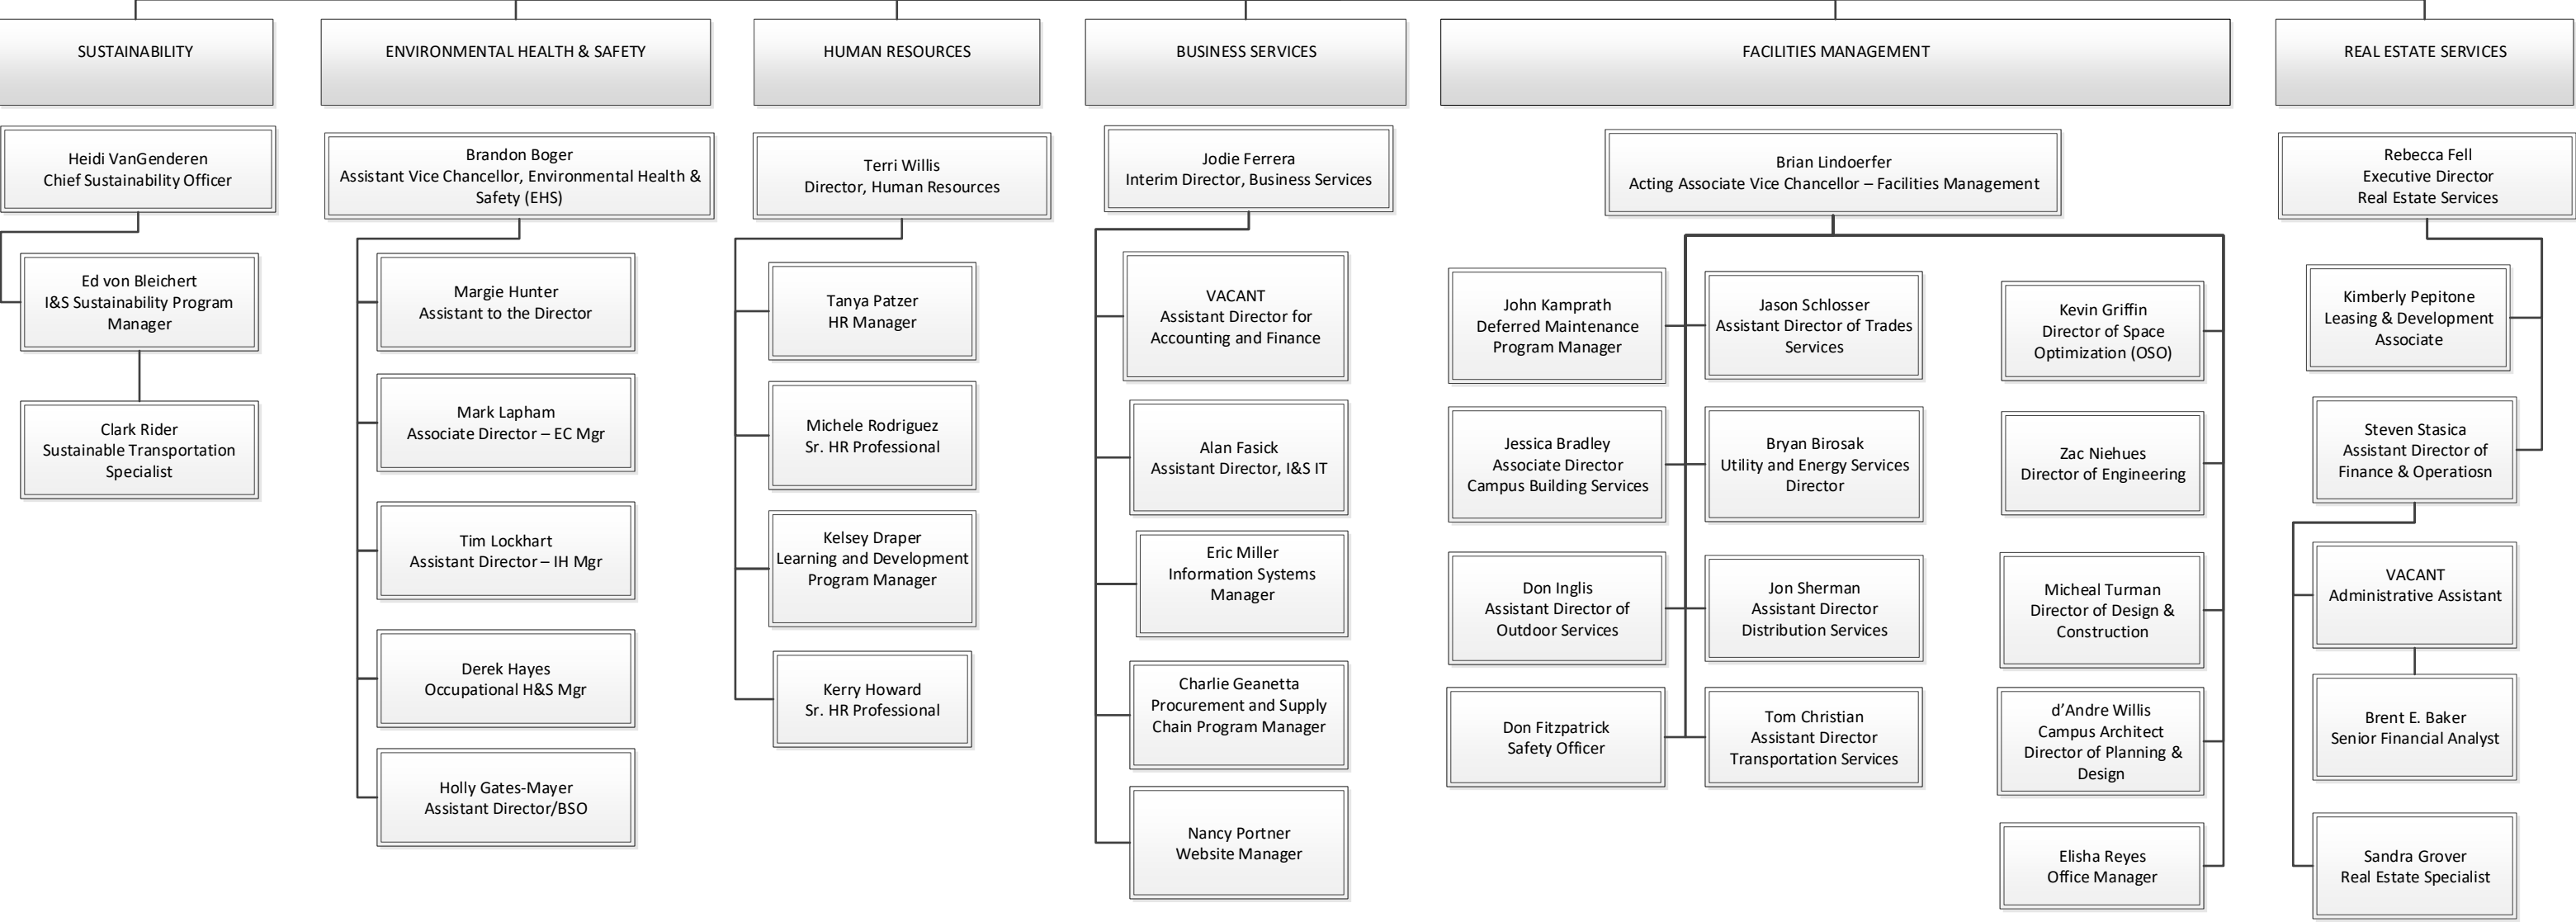 SUSTAINABILITY
Heidi VanGenderen
Chief Sustainability Officer
Ed von Bleichert
I&S Sustainability Program
Manager
Clark Rider
Sustainable Transportation
Specialist
ENVIRONMENTAL HEALTH & SAFETY
Brandon Boger
Assistant Vice Chancellor, Environmental Health &
Safety (EHS)
Margie Hunter
Assistant to the Director
Mark Lapham
Associate Director – EC Mgr
Tim Lockhart
Assistant Director – IH Mgr
Derek Hayes
Occupational H&S Mgr
Holly Gates-Mayer
Assistant Director/BSO
HUMAN RESOURCES
Terri Willis
Director, Human Resources
Tanya Patzer
HR Manager
Michele Rodriguez
Sr. HR Professional
Kelsey Draper
Learning and Development
Program Manager
Kerry Howard
Sr. HR Professional
BUSINESS SERVICES
Jodie Ferrera
Interim Director, Business Services
VACANT
Assistant Director for
Accounting and Finance
Alan Fasick
Assistant Director, I&S IT
Eric Miller
Information Systems
Manager
Charlie Geanetta
Procurement and Supply
Chain Program Manager
Nancy Portner
Website Manager
FACILITIES MANAGEMENT
Brian Lindoerfer
Acting Associate Vice Chancellor – Facilities Management
John Kamprath
Deferred Maintenance
Program Manager
Jessica Bradley
Associate Director
Campus Building Services
Don Inglis
Assistant Director of
Outdoor Services
Don Fitzpatrick
Safety Officer
Jason Schlosser
Assistant Director of Trades
Services
Bryan Birosak
Utility and Energy Services
Director
Jon Sherman
Assistant Director
Distribution Services
Tom Christian
Assistant Director
Transportation Services
Kevin Griffin
Director of Space
Optimization (OSO)
Zac Niehues
Director of Engineering
Micheal Turman
Director of Design &
Construction
d’Andre Willis
Campus Architect
Director of Planning &
Design
Elisha Reyes
Office Manager
REAL ESTATE SERVICES
Rebecca Fell
Executive Director
Real Estate Services
Kimberly Pepitone
Leasing & Development
Associate
Steven Stasica
Assistant Director of
Finance & Operatiosn
VACANT
Administrative Assistant
Brent E. Baker
Senior Financial Analyst
Sandra Grover
Real Estate Specialist